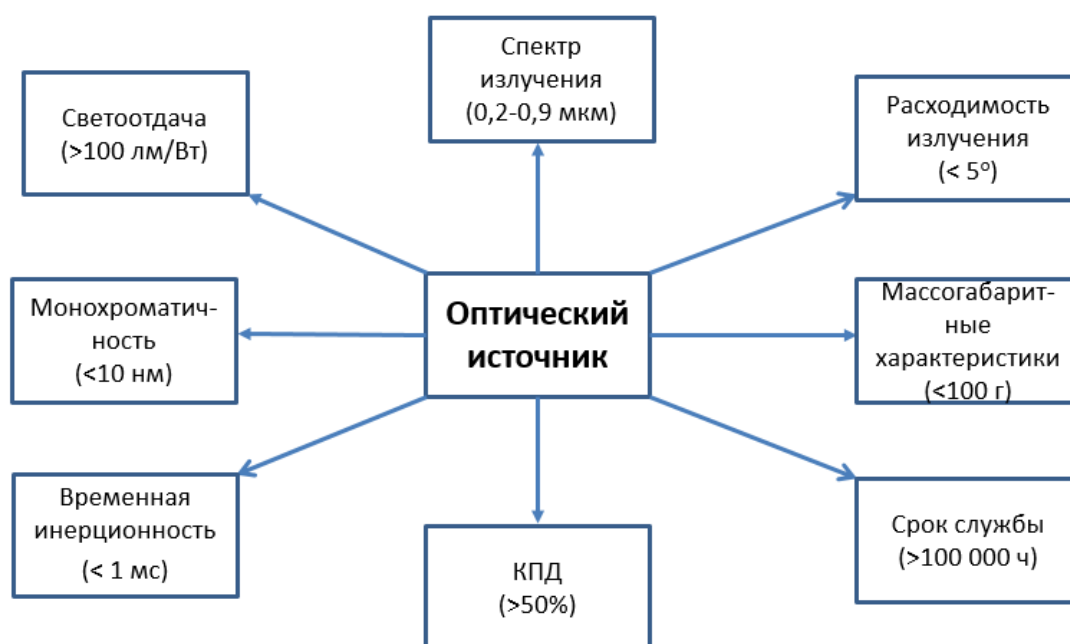 Спектр
излучения
(0,2-0,9 мкм)
Светоотдача
(>100 лм/Вт)
Расходимость
излучения
(< 5º)
Монохроматич-
ность
(<10 нм)
Оптический
источник
Массогабарит-
ные
характеристики
(<100 г)
Временная
инерционность
(< 1 мс)
КПД
(>50%)
Срок службы
(>100 000 ч)